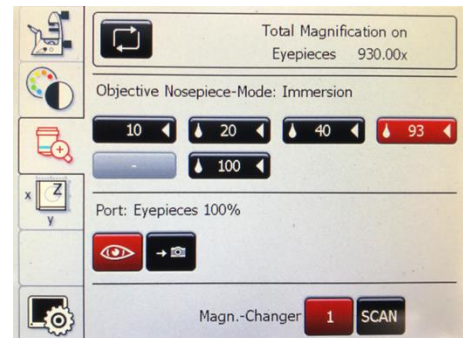 Total Magnification on
Eyepieces 930.00x
Objective Nosepiece-Mode: Immersion
10 20 40 93
- 100
Z
x
y
Port: Eyepieces 100%
Magn.-Changer 1 SCAN